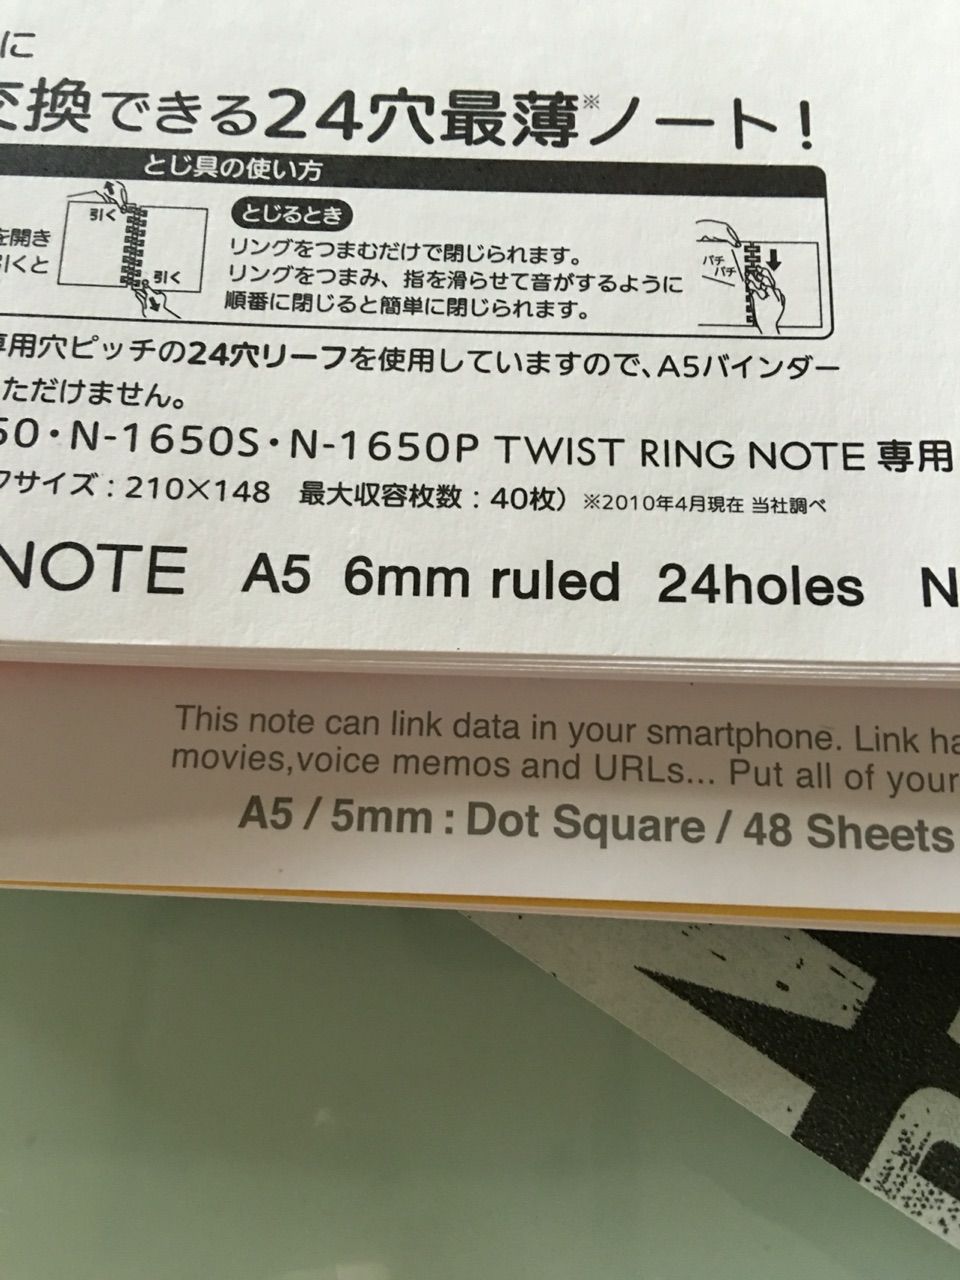 に
交換できる24穴最薄※ノート!
とじ具の使い方
引く
引く
を開き
引くと
とじるとき
リングをつまむだけで閉じられます。
リングをつまみ、指を滑らせて音がするように
順番に閉じると簡単に閉じられます。
パチ
パチ
専用穴ピッチの24穴リーフを使用していますので、A5バインダー
ただけません。
50・N-1650S・N-1650P TWIST RING NOTE 専用
フサイズ：210×148　最大収容枚数：40枚）※2010年4月現在 当社調べ
NOTE A5 6mm ruled 24holes N
This note can link data in your smartphone. Link ha
movies,voice memos and URLs... Put all of your
A5 / 5mm : Dot Square / 48 Sheets